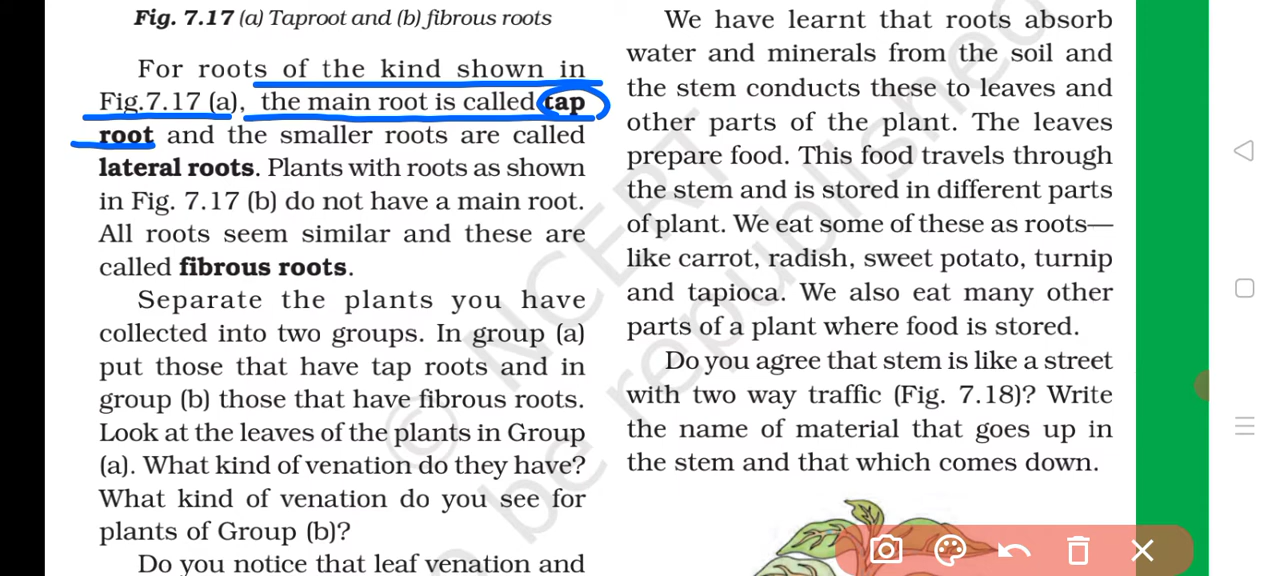 Fig. 7.17 (a) Taproot and (b) fibrous roots
For roots of the kind shown in
Fig.7.17 (a), the main root is called tap
root and the smaller roots are called
lateral roots. Plants with roots as shown
in Fig. 7.17 (b) do not have a main root.
All roots seem similar and these are
called fibrous roots.
Separate the plants you have
collected into two groups. In group (a)
put those that have tap roots and in
group (b) those that have fibrous roots.
Look at the leaves of the plants in Group
(a). What kind of venation do they have?
What kind of venation do you see for
plants of Group (b)?
Do you notice that leaf venation and
We have learnt that roots absorb
water and minerals from the soil and
the stem conducts these to leaves and
other parts of the plant. The leaves
prepare food. This food travels through
the stem and is stored in different parts
of plant. We eat some of these as roots—
like carrot, radish, sweet potato, turnip
and tapioca. We also eat many other
parts of a plant where food is stored.
Do you agree that stem is like a street
with two way traffic (Fig. 7.18)? Write
the name of material that goes up in
the stem and that which comes down.
© NCERT
be republished